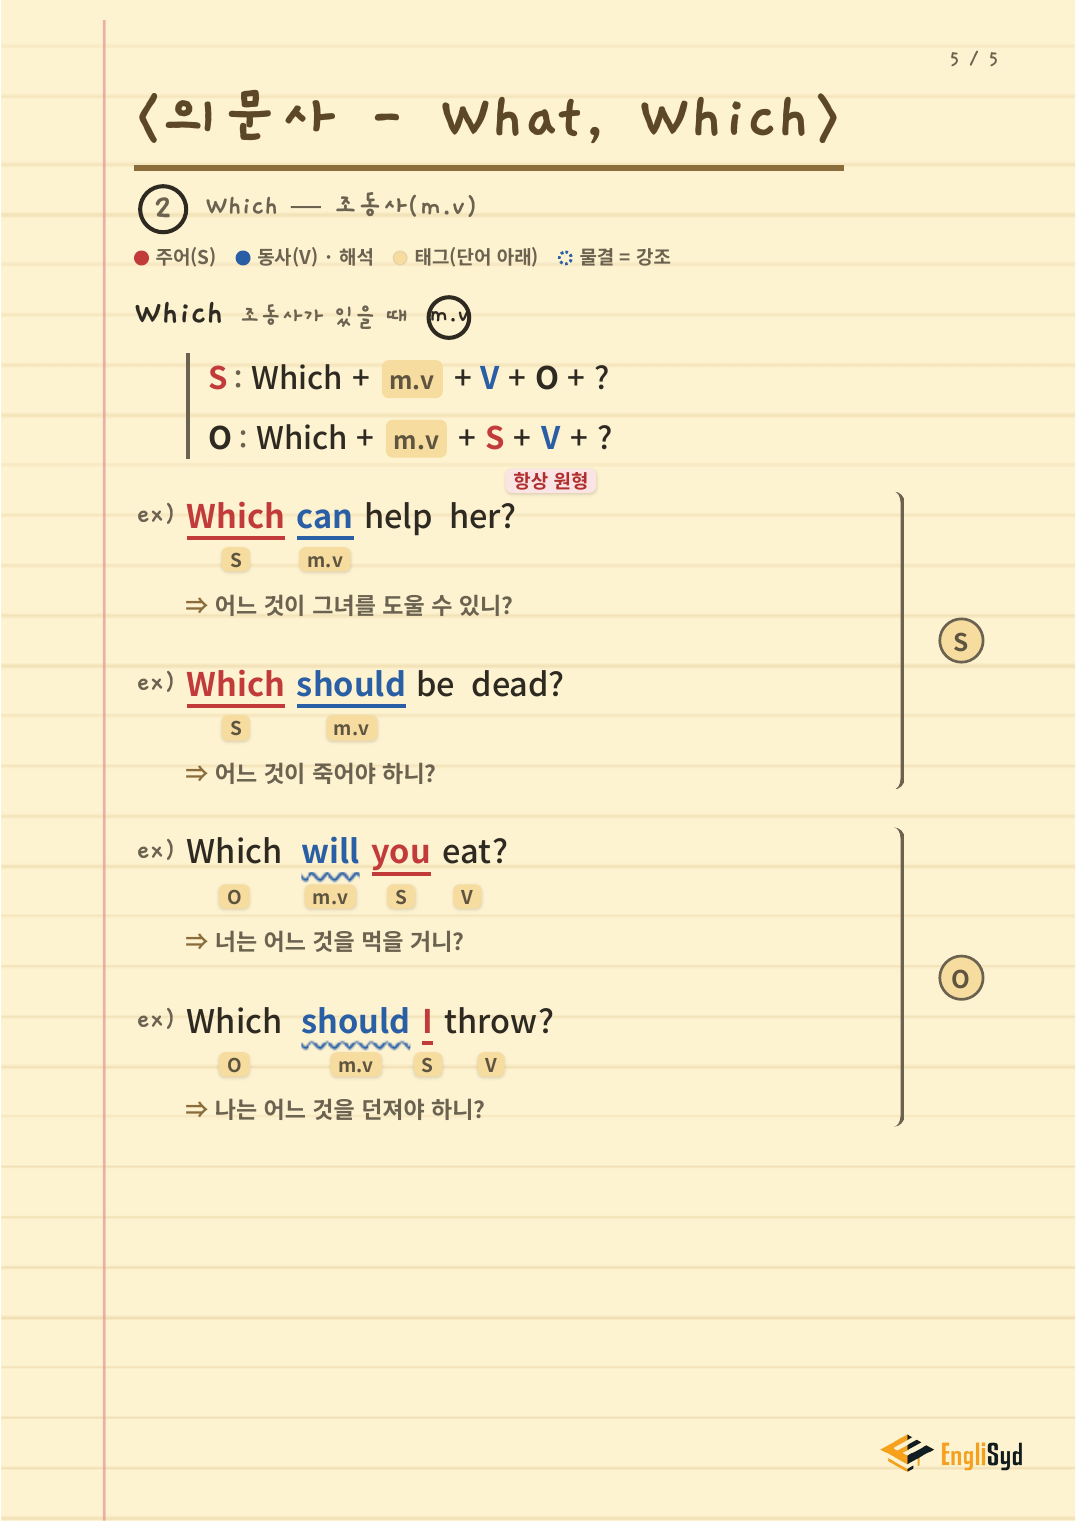 5 / 5
<의문사 - What, Which>
2 Which — 조동사(m.v)
주어(S) 동사(V) · 해석 태그(단어 아래) 물결 = 강조
Which 조동사가 있을 때 m.v
S : Which + m.v + V + O + ?
O : Which + m.v + S + V + ?
항상 원형
ex) Which can help her?
S m.v
⇒ 어느 것이 그녀를 도울 수 있니?
S
ex) Which should be dead?
S m.v
⇒ 어느 것이 죽어야 하니?
ex) Which will you eat?
O m.v S V
⇒ 너는 어느 것을 먹을 거니?
O
ex) Which should I throw?
O m.v S V
⇒ 나는 어느 것을 던져야 하니?
EngliSyd